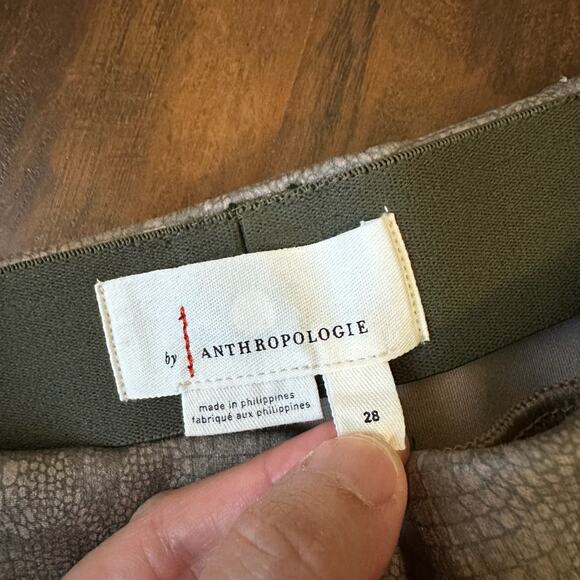 by ANTHROPOLOGIE
made in philippines
fabriqué aux philippines
28